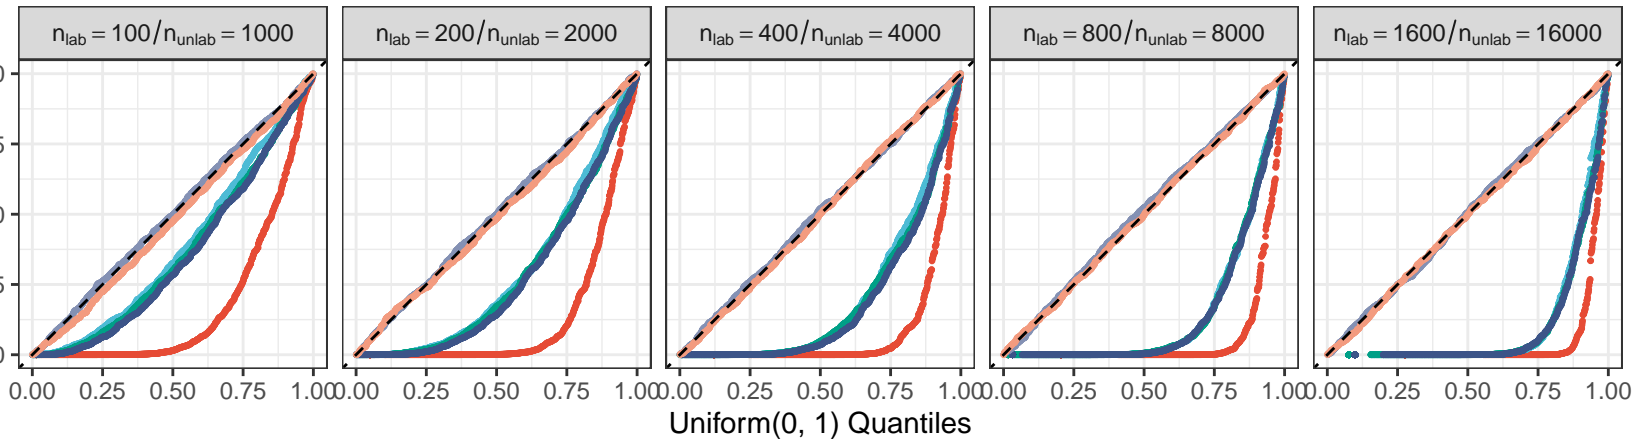 n_lab = 100/n_unlab = 1000 n_lab = 200/n_unlab = 2000 n_lab = 400/n_unlab = 4000 n_lab = 800/n_unlab = 8000 n_lab = 1600/n_unlab = 16000
0.00 0.25 0.50 0.75 1.00 0.00 0.25 0.50 0.75 1.00 0.00 0.25 0.50 0.75 1.00 0.00 0.25 0.50 0.75 1.00 0.00 0.25 0.50 0.75 1.00
Uniform(0, 1) Quantiles